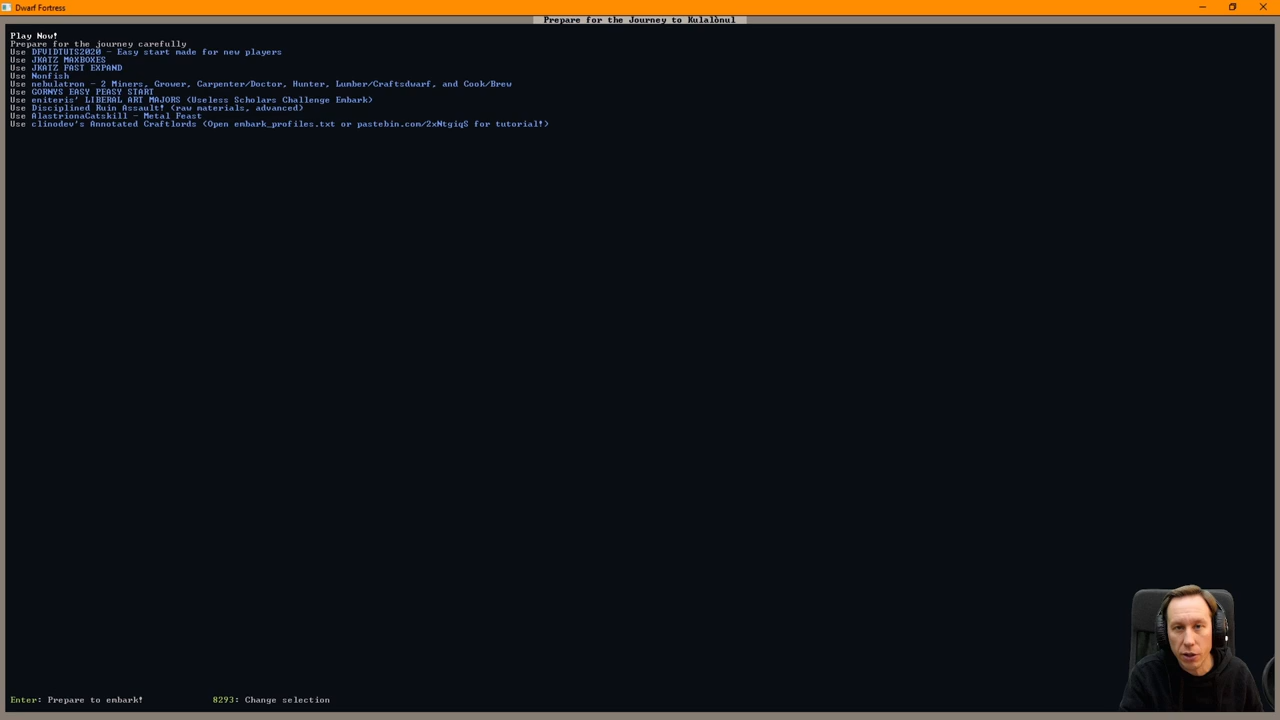 Dwarf Fortress
Prepare for the Journey to Kulalònul
Play Now!
Prepare for the journey carefully
Use DFVIDTUTS2020 - Easy start made for new players
Use JKATZ MAXBOXES
Use JKATZ FAST EXPAND
Use Nonfish
Use nebulatron - 2 Miners, Grower, Carpenter/Doctor, Hunter, Lumber/Craftsdwarf, and Cook/Brew
Use GORNYS EASY PEASY START
Use eniteris' LIBERAL ART MAJORS (Useless Scholars Challenge Embark)
Use Disciplined Ruin Assault! (raw materials, advanced)
Use AlastrionaCatskill - Metal Feast
Use clinodev's Annotated Craftlords (Open embark_profiles.txt or pastebin.com/2xNtgiqS for tutorial!)
Enter: Prepare to embark! 8293: Change selection